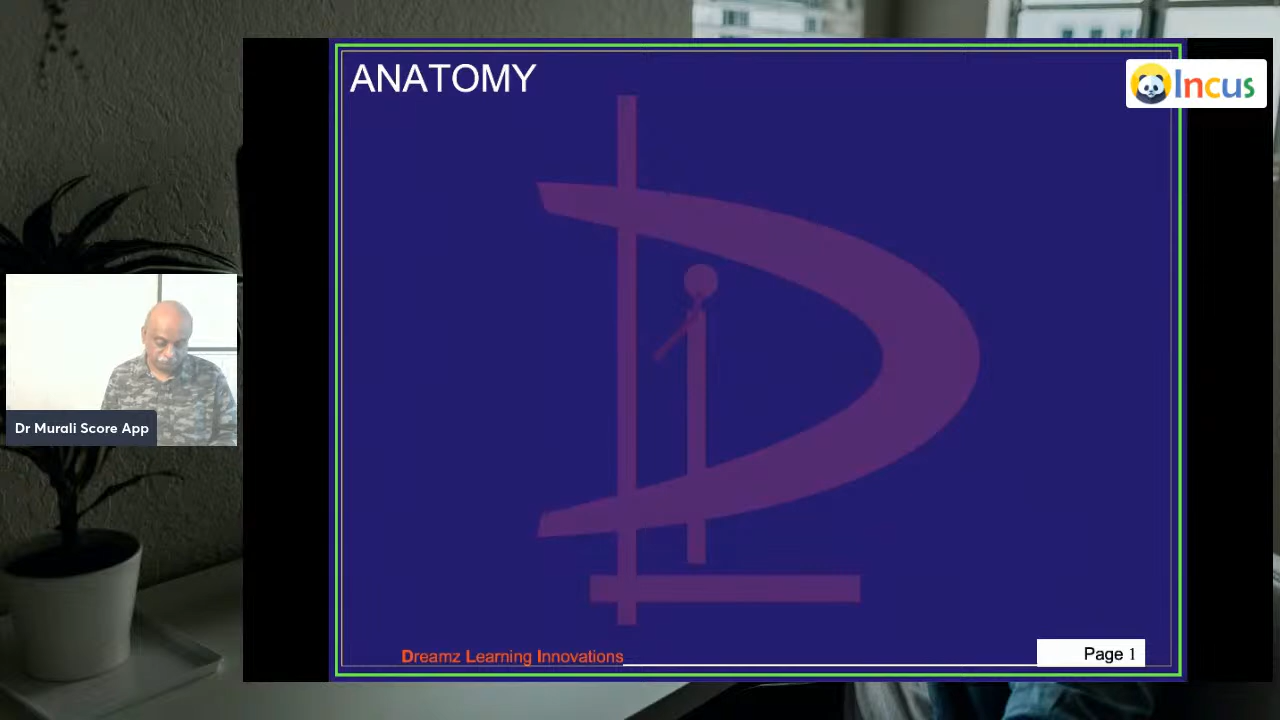 ANATOMY
Incus
Dr Murali Score App
Dreamz Learning Innovations
Page 1